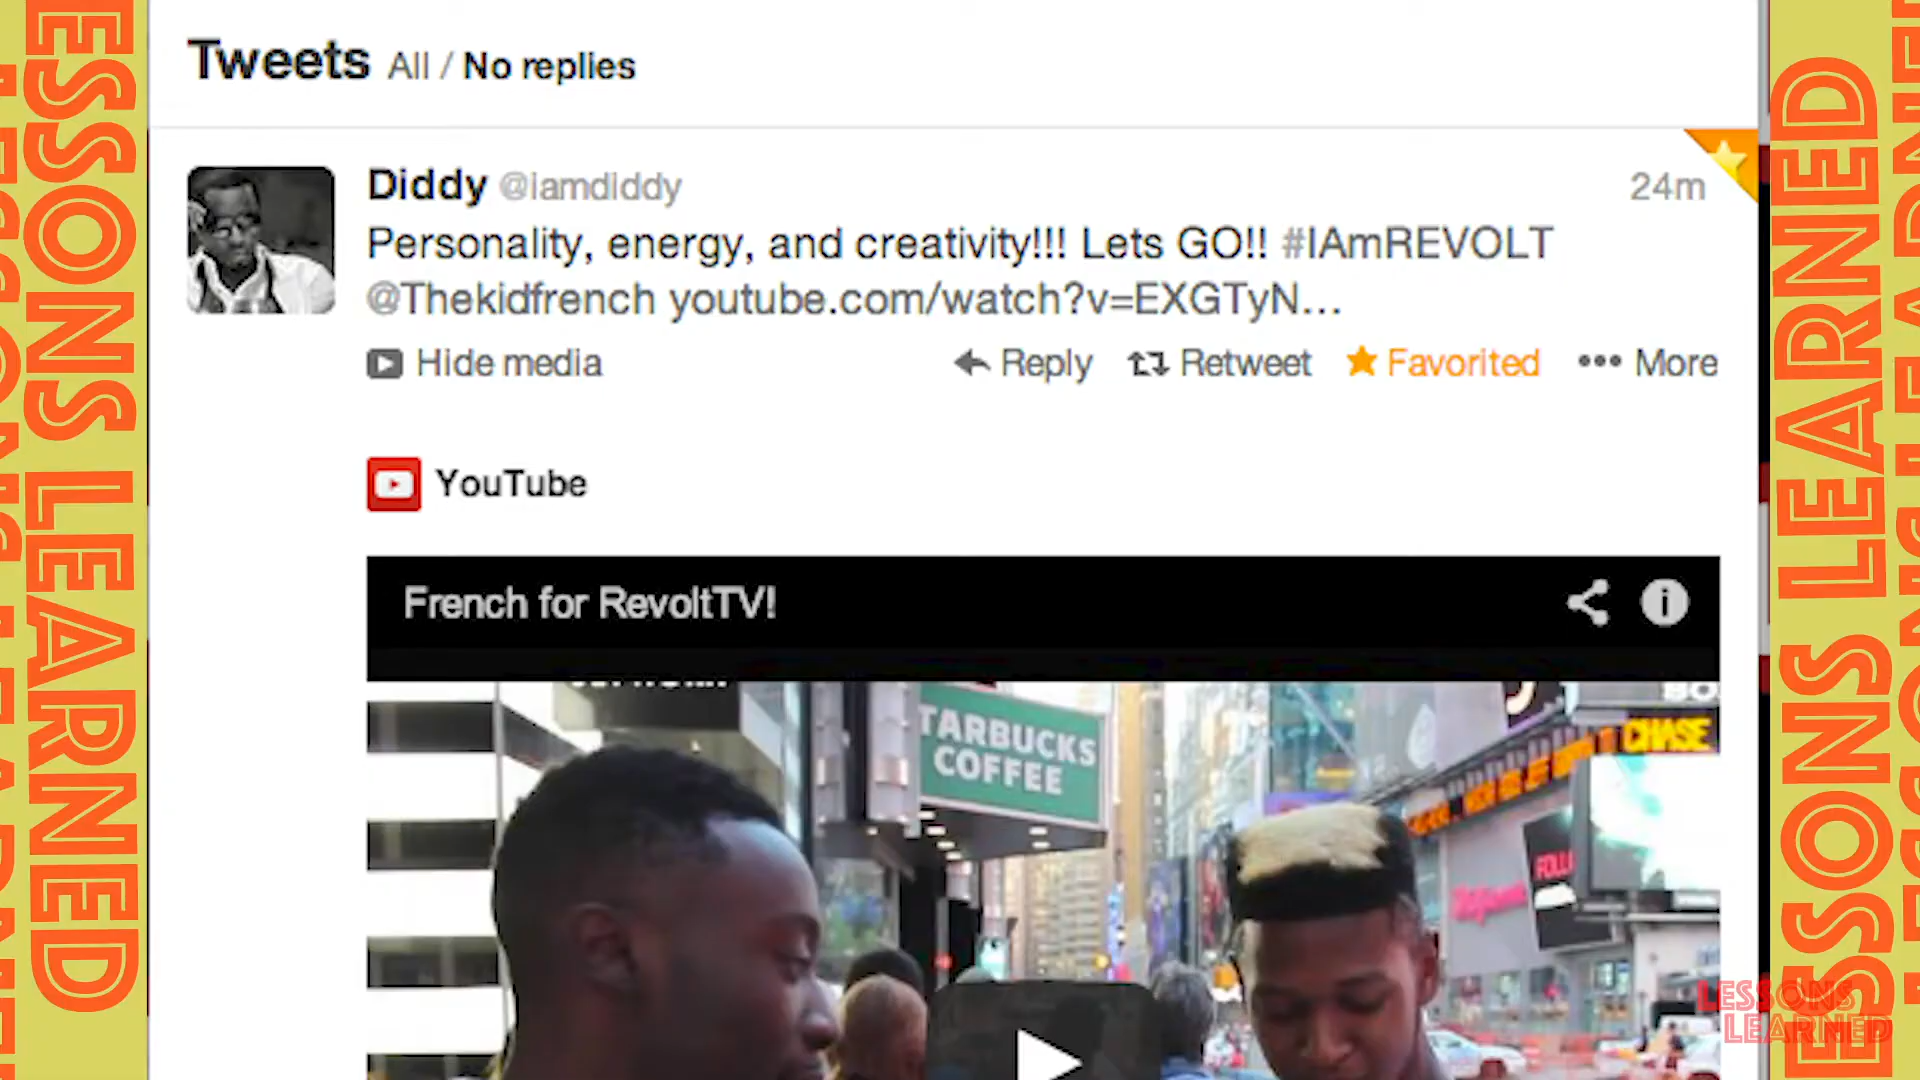 LESSONS LEARNED
Tweets All / No replies
Diddy @iamdiddy 24m
Personality, energy, and creativity!!! Lets GO!! #IAmREVOLT
@Thekidfrench youtube.com/watch?v=EXGTyN...
Hide media Reply Retweet Favorited More
YouTube
French for RevoltTV!
TARBUCKS
COFFEE
CHASE
FOLL
LESSONS LEARNED
LESSONS
LEARNED